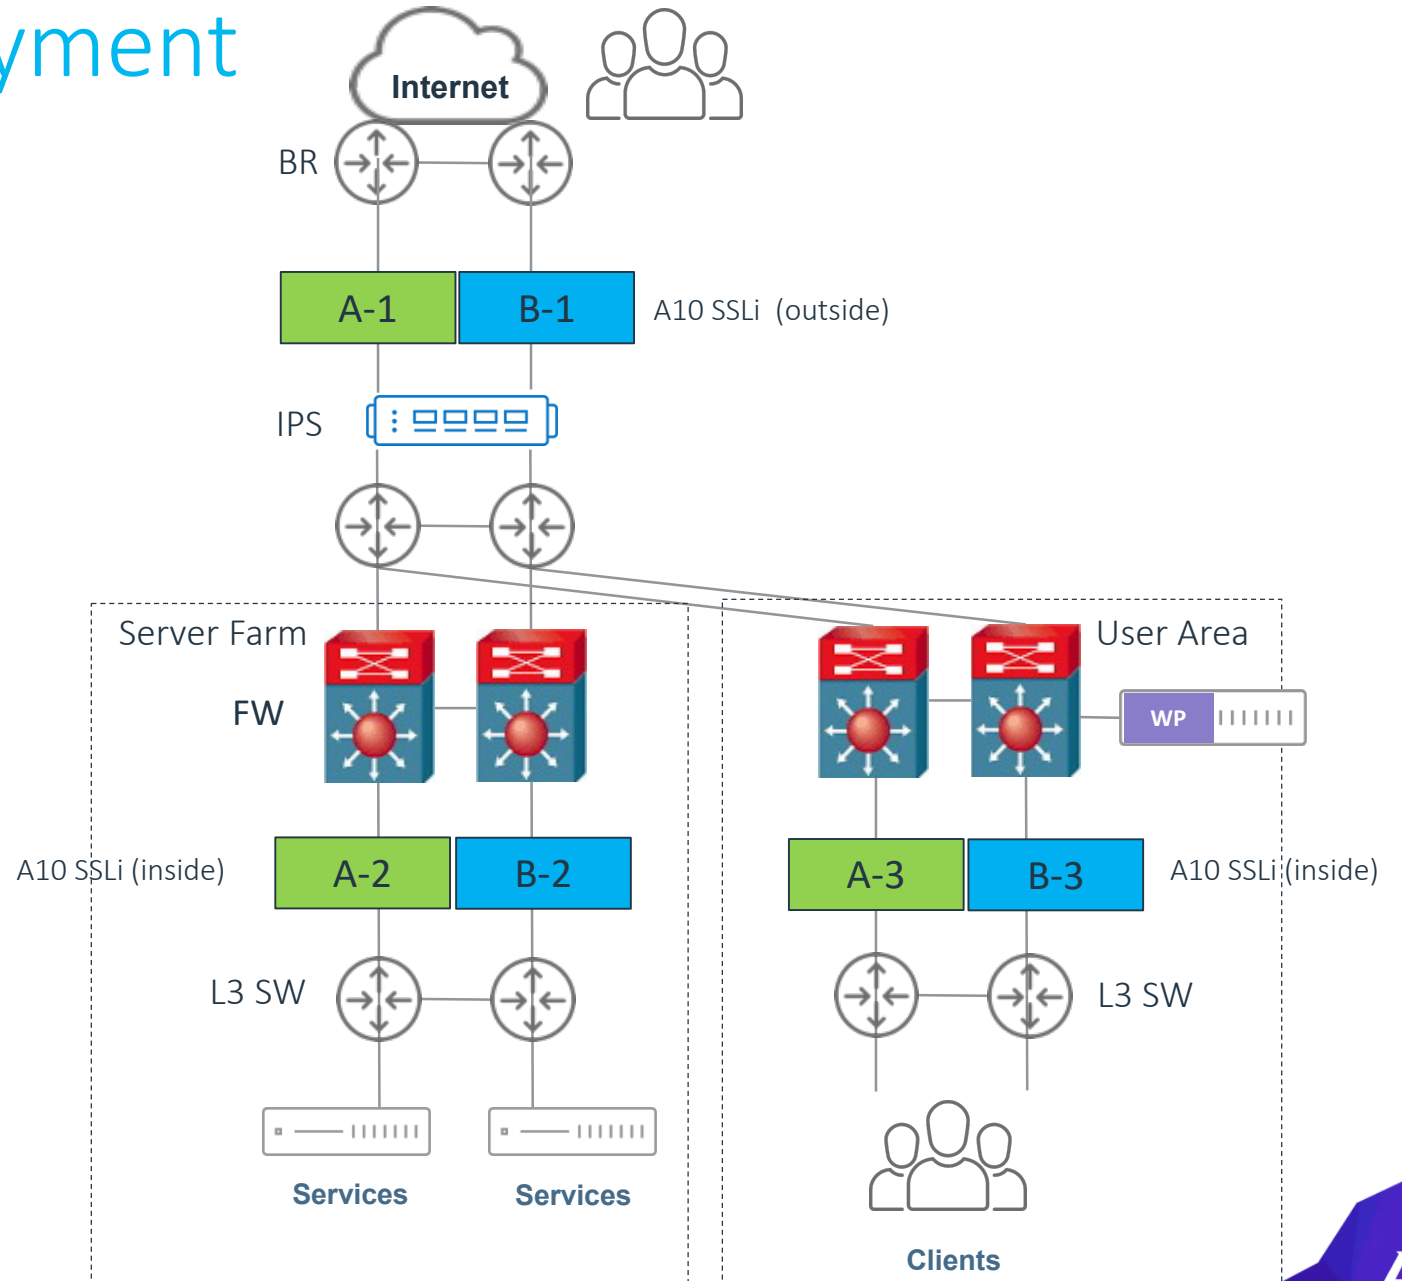 yment
Internet
BR
A-1
B-1
A10 SSLi (outside)
IPS
Server Farm
User Area
FW
WP
A10 SSLi (inside)
A-2
B-2
A-3
B-3
A10 SSLi (inside)
L3 SW
L3 SW
Services
Services
Clients